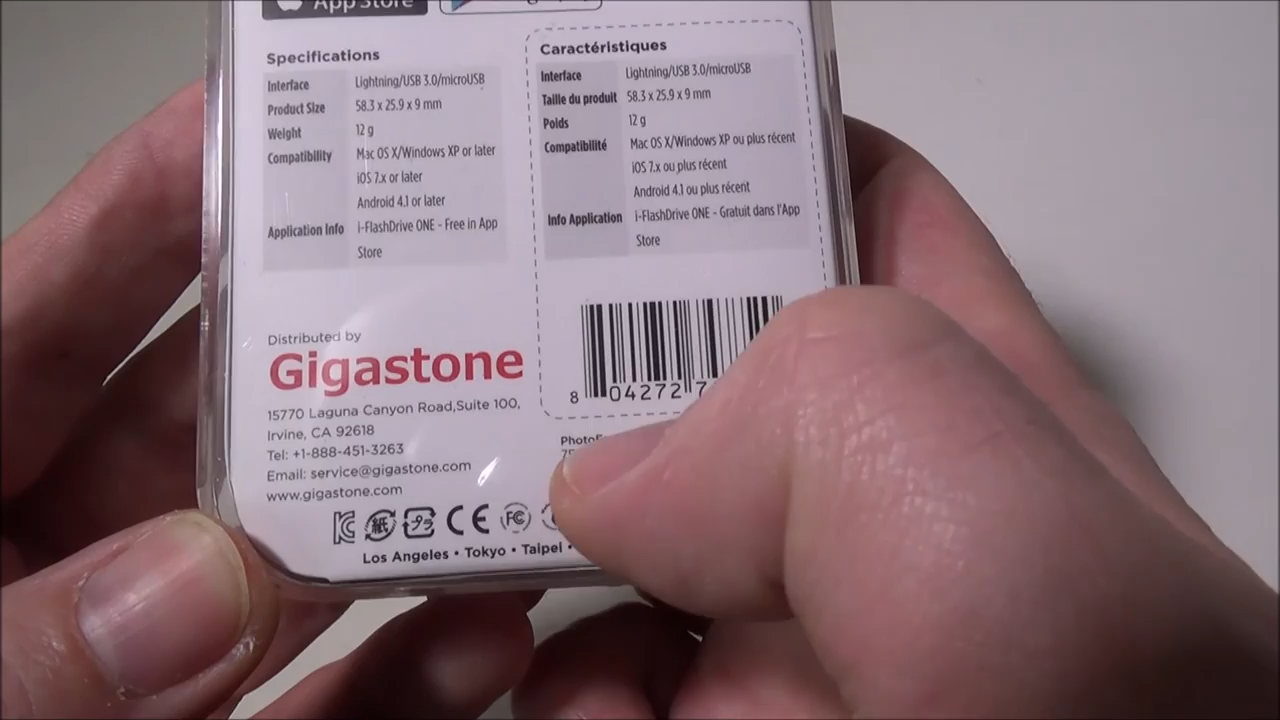 App Store
Specifications
Interface Lightning/USB 3.0/microUSB
Product Size 58.3 x 25.9 x 9 mm
Weight 12 g
Compatibility Mac OS X/Windows XP or later
iOS 7.x or later
Android 4.1 or later
Application Info i-FlashDrive ONE - Free in App
Store
Caractéristiques
Interface Lightning/USB 3.0/microUSB
Taille du produit 58.3 x 25.9 x 9 mm
Poids 12 g
Compatibilité Mac OS X/Windows XP ou plus récent
iOS 7.x ou plus récent
Android 4.1 ou plus récent
Info Application i-FlashDrive ONE - Gratuit dans l'App
Store
8 04272 7
Distributed by
Gigastone
15770 Laguna Canyon Road,Suite 100,
Irvine, CA 92618
Tel: +1-888-451-3263
Email: service@gigastone.com
www.gigastone.com
紙 プラ CE FC
Los Angeles • Tokyo • Taipei •